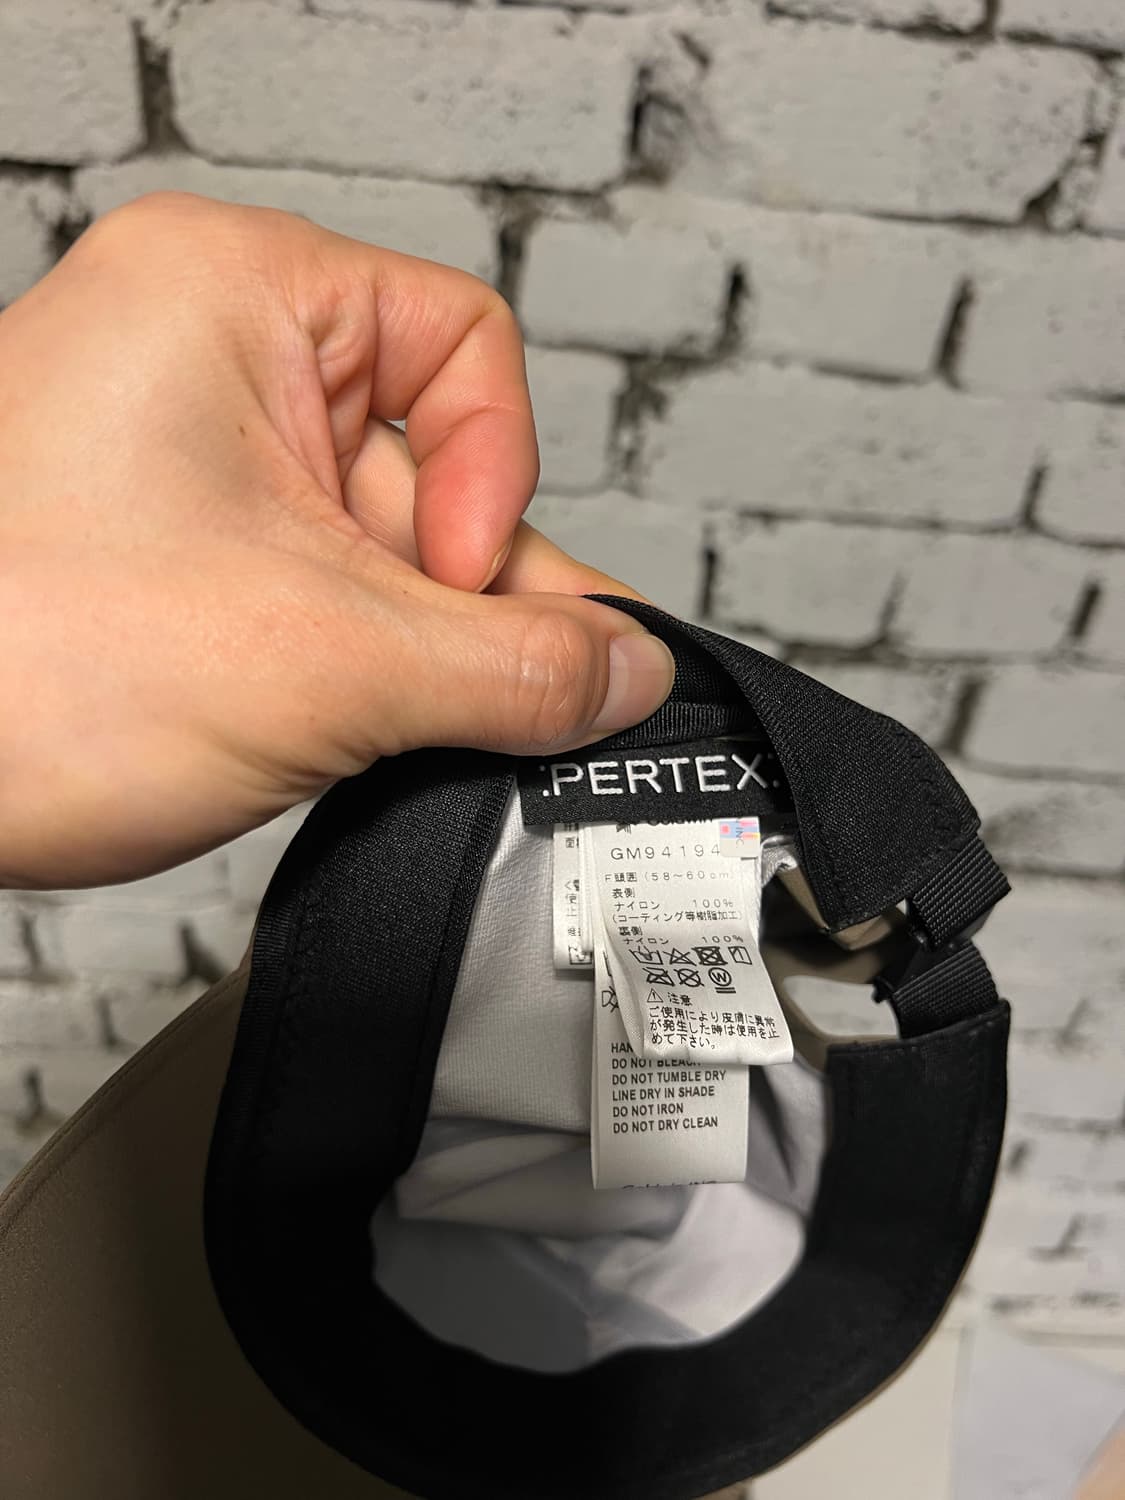 :PERTEX:
INC
GM94194
F頭囲(58～60cm)
表側
ナイロン 100%
(コーティング等樹脂加工)
裏側
ナイロン 100%
W
注意
ご使用により皮膚に異常
が発生した時は使用を止
めて下さい。
DO NOT BLEACH
DO NOT TUMBLE DRY
LINE DRY IN SHADE
DO NOT IRON
DO NOT DRY CLEAN